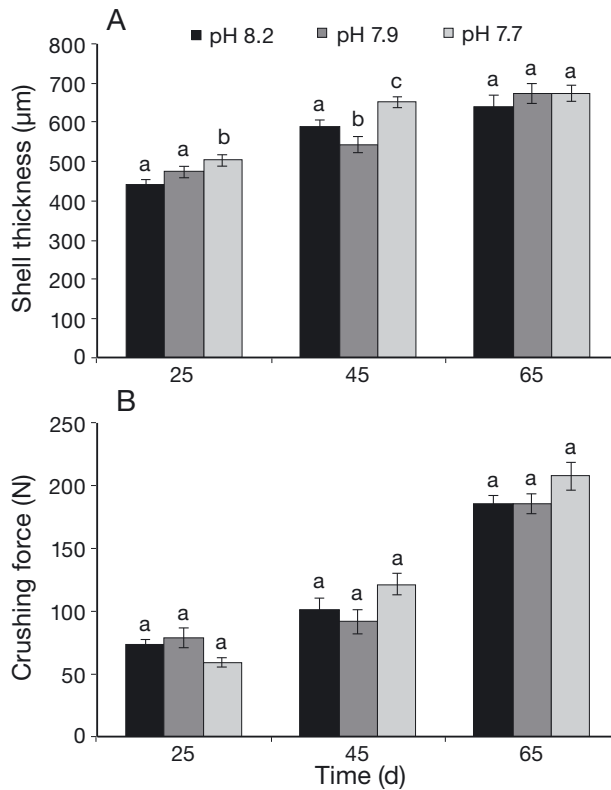 A
pH 8.2 pH 7.9 pH 7.7
Shell thickness (µm)
800
700
600
500
400
300
200
100
0
a a b
a b c
a a a
25 45 65
B
Crushing force (N)
250
200
150
100
50
0
a a a
a a a
a a a
25 45 65
Time (d)